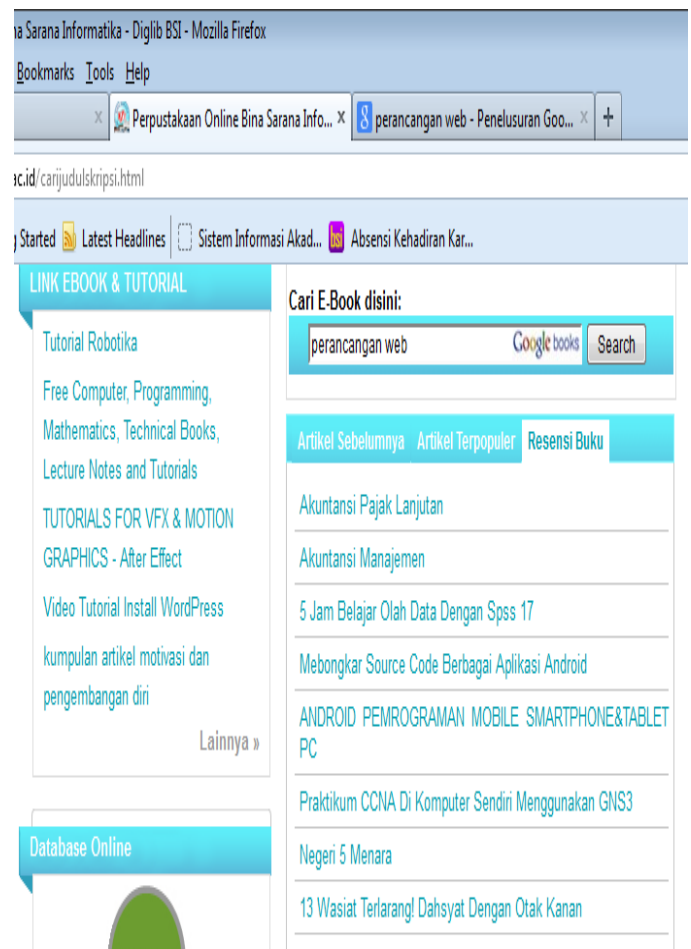 na Sarana Informatika - Diglib BSI - Mozilla Firefox
Bookmarks Tools Help
Perpustakaan Online Bina Sarana Info... × perancangan web - Penelusuran Goo... × +
ac.id/carijudulskripsi.html
g Started Latest Headlines Sistem Informasi Akad... bsi Absensi Kehadiran Kar...
LINK EBOOK & TUTORIAL
Tutorial Robotika
Free Computer, Programming,
Mathematics, Technical Books,
Lecture Notes and Tutorials
TUTORIALS FOR VFX & MOTION
GRAPHICS - After Effect
Video Tutorial Install WordPress
kumpulan artikel motivasi dan
pengembangan diri
Lainnya »
Database Online
Cari E-Book disini:
perancangan web Google books Search
Artikel Sebelumnya Artikel Terpopuler Resensi Buku
Akuntansi Pajak Lanjutan
Akuntansi Manajemen
5 Jam Belajar Olah Data Dengan Spss 17
Mebongkar Source Code Berbagai Aplikasi Android
ANDROID PEMROGRAMAN MOBILE SMARTPHONE&TABLET
PC
Praktikum CCNA Di Komputer Sendiri Menggunakan GNS3
Negeri 5 Menara
13 Wasiat Terlarang! Dahsyat Dengan Otak Kanan